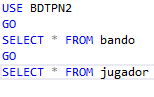 USE BDTPN2
GO
SELECT * FROM bando
GO
SELECT * FROM jugador